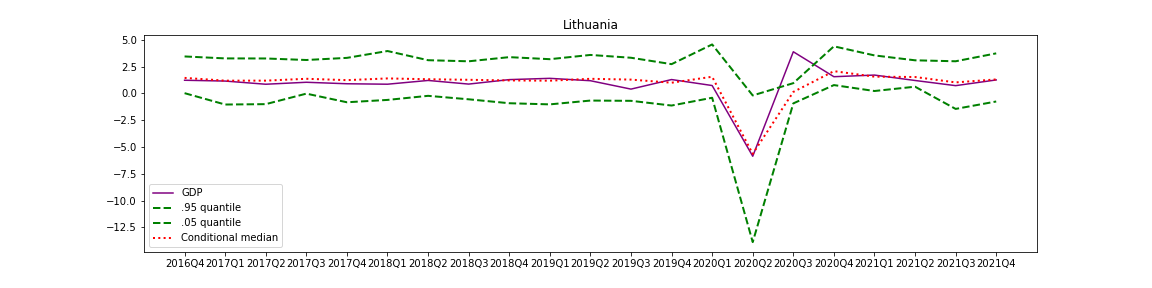 Lithuania
5.0
2.5
0.0
−2.5
−5.0
−7.5
−10.0
−12.5
GDP
.95 quantile
.05 quantile
Conditional median
2016Q4 2017Q1 2017Q2 2017Q3 2017Q4 2018Q1 2018Q2 2018Q3 2018Q4 2019Q1 2019Q2 2019Q3 2019Q4 2020Q1 2020Q2 2020Q3 2020Q4 2021Q1 2021Q2 2021Q3 2021Q4